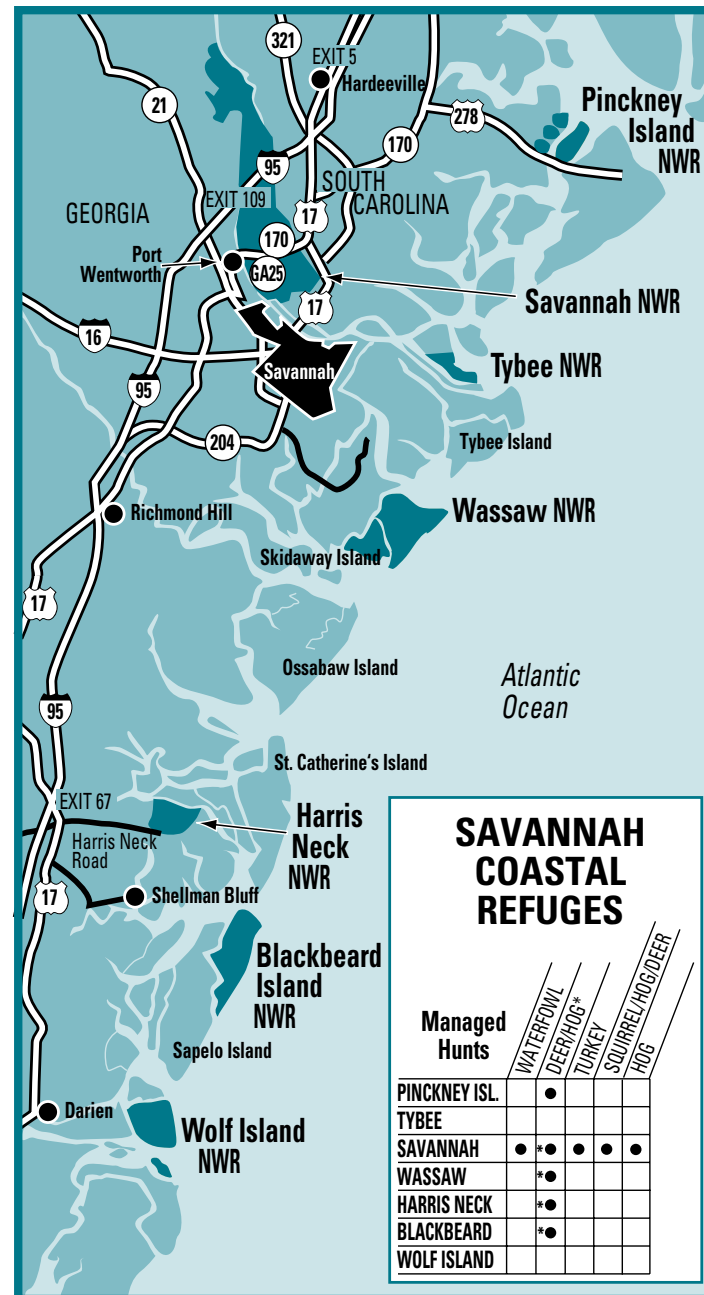 321
EXIT 5
Hardeeville
21
Pinckney
Island
NWR
278
170
95
SOUTH
CAROLINA
EXIT 109
GEORGIA
17
170
Port
Wentworth
GA25
Savannah NWR
17
16
Tybee NWR
Savannah
95
204
Tybee Island
Wassaw NWR
Richmond Hill
Skidaway Island
17
Ossabaw Island
Atlantic
Ocean
95
St. Catherine's Island
EXIT 67
Harris
Neck
NWR
Harris Neck
Road
17
Shellman Bluff
Blackbeard
Island
NWR
Sapelo Island
Darien
Wolf Island
NWR
SAVANNAH
COASTAL
REFUGES
Managed
Hunts
WATERFOWL
DEER/HOG*
TURKEY
SQUIRREL/HOG/DEER
HOG
PINCKNEY ISL. ●
TYBEE
SAVANNAH ● *● ● ● ●
WASSAW *●
HARRIS NECK *●
BLACKBEARD *●
WOLF ISLAND